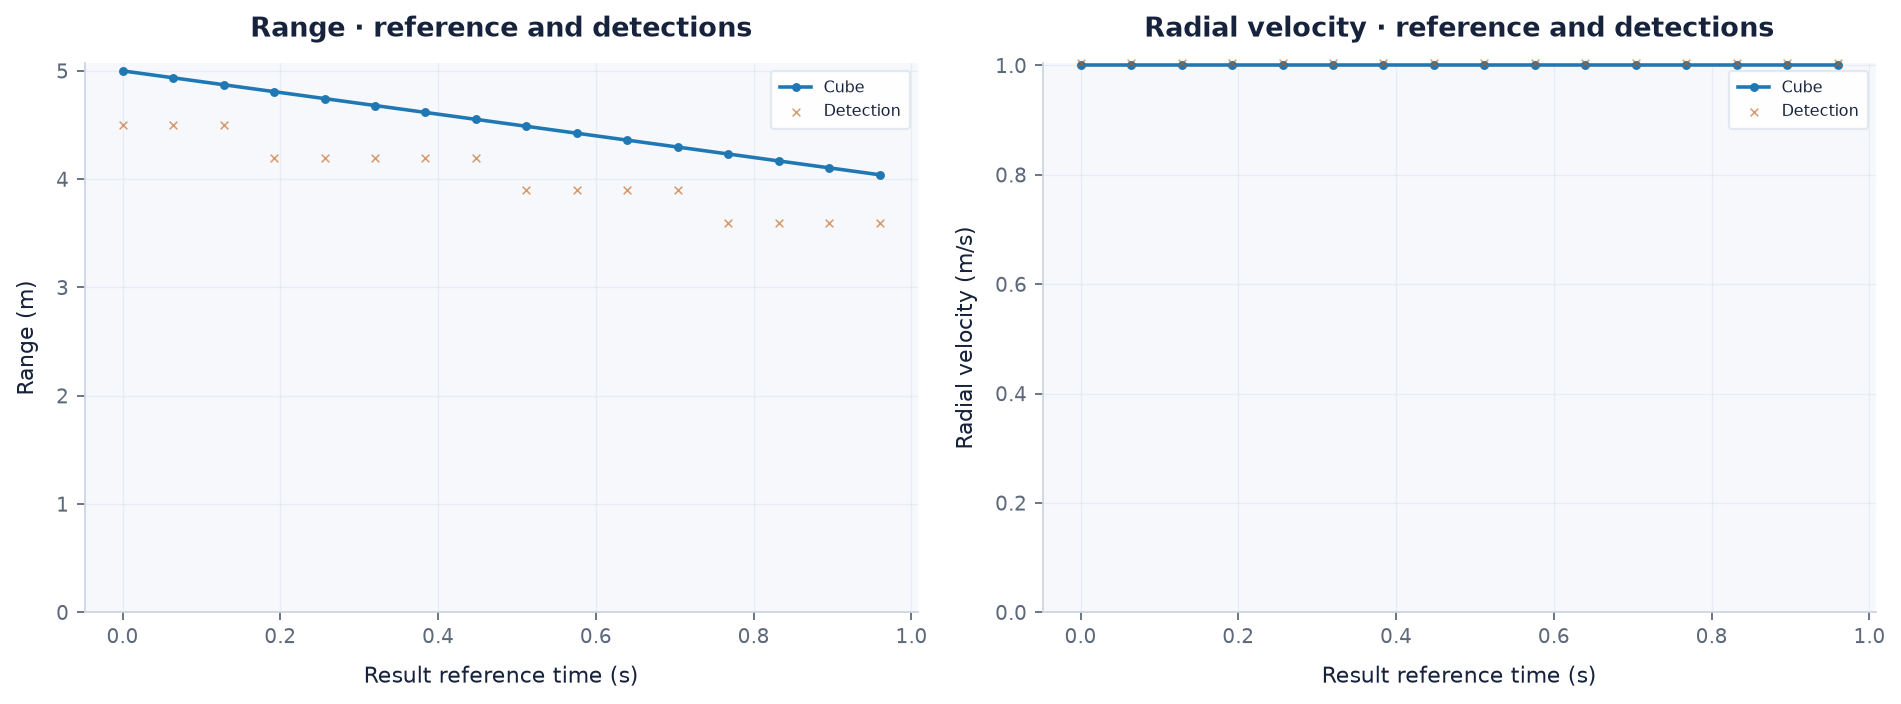 Range · reference and detections
5
4
3
2
1
0
Range (m)
0.0 0.2 0.4 0.6 0.8 1.0
Result reference time (s)
Cube
Detection
Radial velocity · reference and detections
1.0
0.8
0.6
0.4
0.2
0.0
Radial velocity (m/s)
0.0 0.2 0.4 0.6 0.8 1.0
Result reference time (s)
Cube
Detection